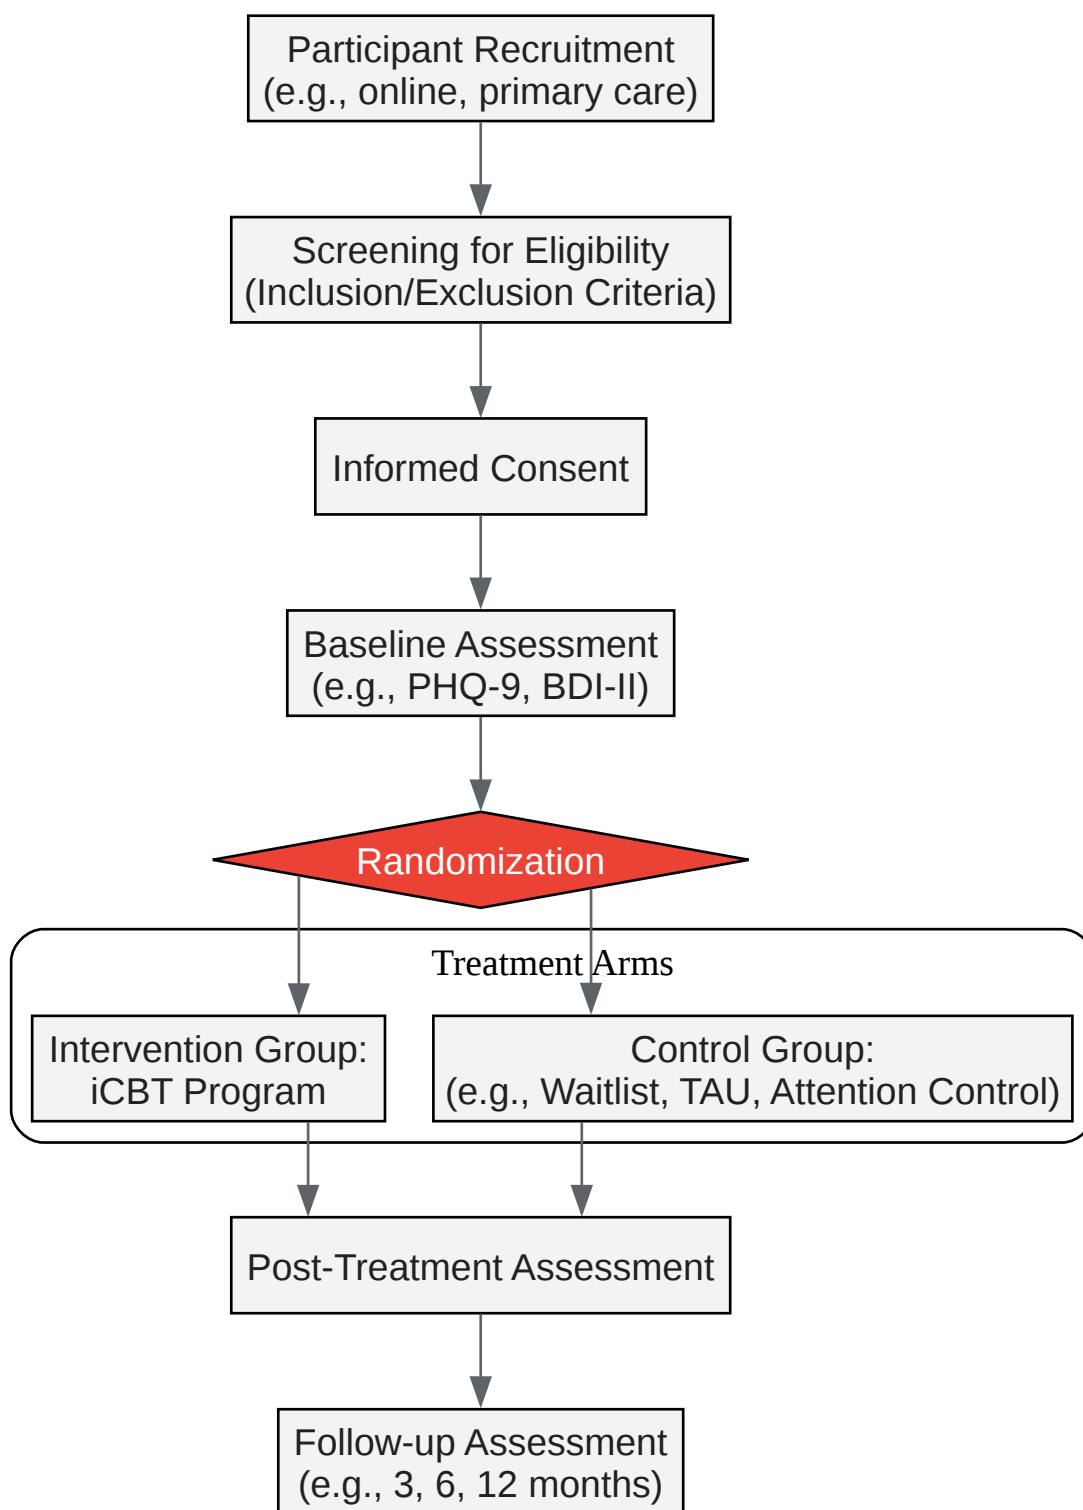 Participant Recruitment
(e.g., online, primary care)
Screening for Eligibility
(Inclusion/Exclusion Criteria)
Informed Consent
Baseline Assessment
(e.g., PHQ-9, BDI-II)
Randomization
Treatment Arms
Intervention Group:
iCBT Program
Control Group:
(e.g., Waitlist, TAU, Attention Control)
Post-Treatment Assessment
Follow-up Assessment
(e.g., 3, 6, 12 months)